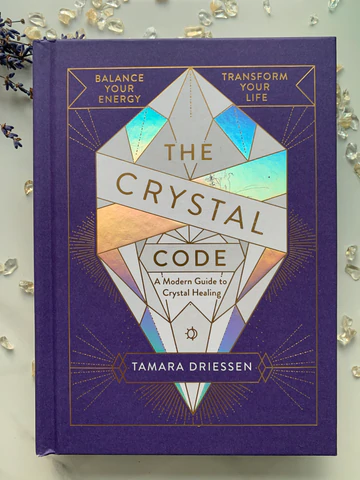 BALANCE
YOUR
ENERGY
TRANSFORM
YOUR
LIFE
THE
CRYSTAL
CODE
A Modern Guide to
Crystal Healing
TAMARA DRIESSEN